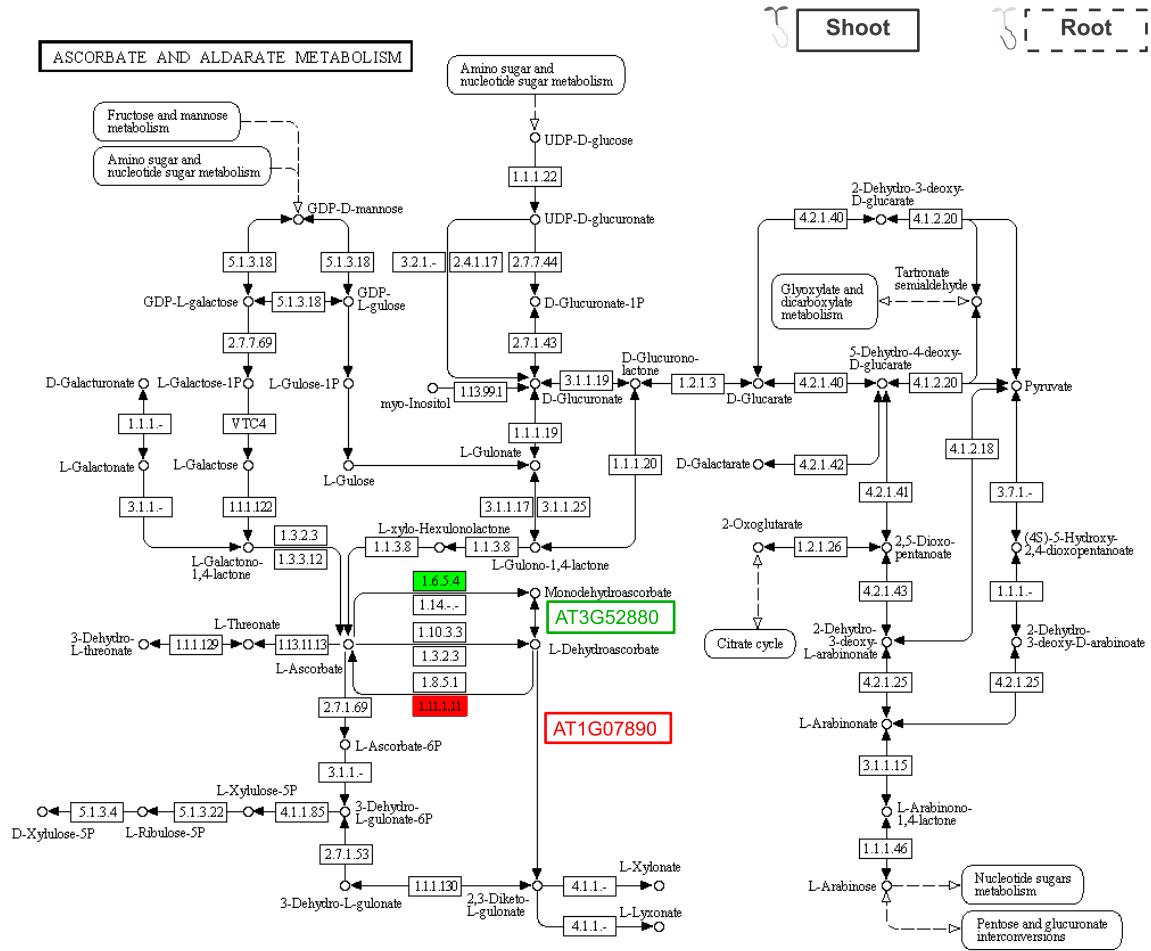 Shoot
Root
ASCORBATE AND ALDARATE METABOLISM
Amino sugar and
nucleotide sugar metabolism
Fructose and mannose
metabolism
Amino sugar and
nucleotide sugar metabolism
UDP-D-glucose
1.1.1.22
2-Dehydro-3-deoxy-
D-glucarate
GDP-D-mannose
UDP-D-glucuronate
4.2.1.40
4.1.2.20
5.1.3.18
5.1.3.18
3.2.1.-
2.4.1.17
2.7.7.44
Tartronate
semialdehyde
Glyoxylate and
dicarboxylate
metabolism
GDP-L-galactose
5.1.3.18
GDP-
L-gulose
D-Glucuronate-1P
2.7.7.69
2.7.1.43
D-Glucurono-
lactone
5-Dehydro-4-deoxy-
D-glucarate
D-Galacturonate
L-Galactose-1P
L-Gulose-1P
1.13.99.1
myo-Inositol
3.1.1.19
D-Glucuronate
1.2.1.3
D-Glucarate
4.2.1.40
4.1.2.20
Pyruvate
1.1.1.-
VTC4
1.1.1.19
4.1.2.18
L-Galactonate
L-Galactose
L-Gulose
L-Gulonate
1.1.1.20
D-Galactarate
4.2.1.42
3.1.1.-
1.1.1.122
3.1.1.17
3.1.1.25
4.2.1.41
3.7.1.-
L-xylo-Hexulonolactone
2-Oxoglutarate
1.3.2.3
1.3.3.12
L-Galactono-
1,4-lactone
1.1.3.8
1.1.3.8
L-Gulono-1,4-lactone
1.2.1.26
2,5-Dioxo-
pentanoate
(4S)-5-Hydroxy-
2,4-dioxopentanoate
1.6.5.4
Monodehydroascorbate
4.2.1.43
1.1.1.-
1.14.-.-
AT3G52880
1.10.3.3
3-Dehydro-
L-threonate
1.1.1.129
L-Threonate
1.13.11.13
L-Ascorbate
L-Dehydroascorbate
Citrate cycle
2-Dehydro-
3-deoxy-
L-arabinonate
2-Dehydro-
3-deoxy-D-arabinoate
1.3.2.3
1.8.5.1
4.2.1.25
4.2.1.25
2.7.1.69
1.11.1.11
AT1G07890
L-Arabinonate
L-Ascorbate-6P
3.1.1.-
3.1.1.15
L-Xylulose-5P
5.1.3.4
5.1.3.22
4.1.1.85
3-Dehydro-
L-gulonate-6P
D-Xylulose-5P
L-Ribulose-5P
L-Arabinono-
1,4-lactone
2.7.1.53
1.1.1.46
L-Xylonate
1.1.1.130
4.1.1.-
3-Dehydro-L-gulonate
2,3-Diketo-
L-gulonate
L-Arabinose
Nucleotide sugars
metabolism
L-Lyxonate
4.1.1.-
Pentose and glucuronate
interconversions